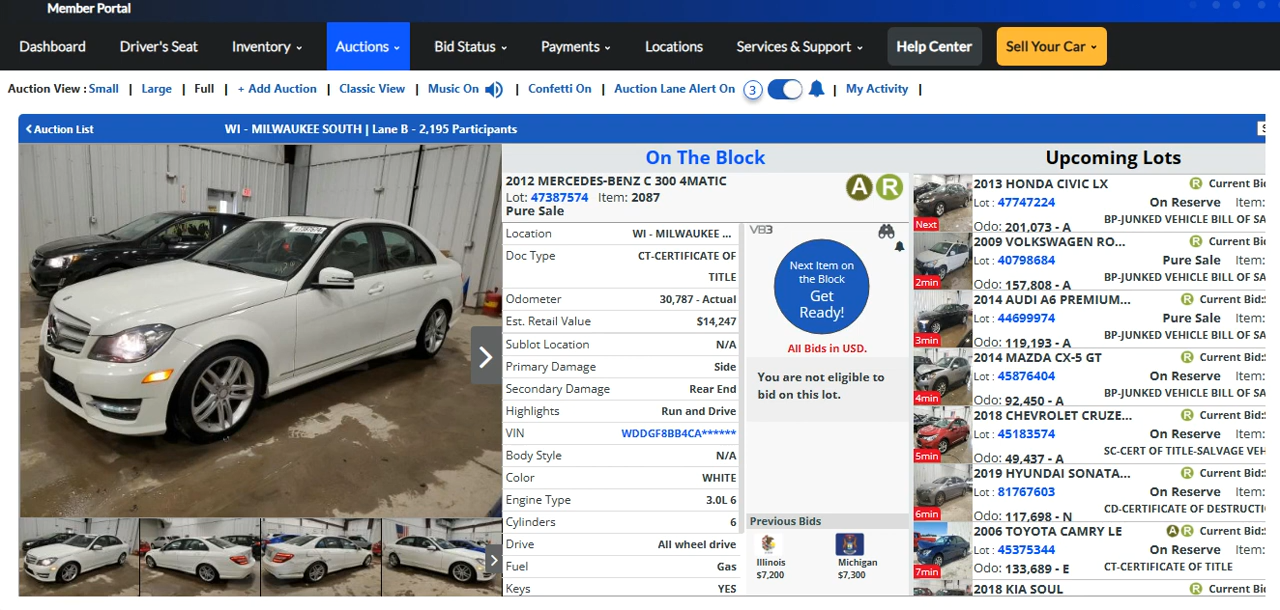 Member Portal
Dashboard Driver's Seat Inventory Auctions Bid Status Payments Locations Services & Support Help Center Sell Your Car
Auction View : Small | Large | Full | + Add Auction | Classic View | Music On | Confetti On | Auction Lane Alert On 3 | My Activity |
Auction List WI - MILWAUKEE SOUTH | Lane B - 2,195 Participants S
On The Block
2012 MERCEDES-BENZ C 300 4MATIC
Lot: 47387574 Item: 2087
Pure Sale
A R
Location WI - MILWAUKEE ...
Doc Type CT-CERTIFICATE OF
TITLE
Odometer 30,787 - Actual
Est. Retail Value $14,247
Sublot Location N/A
Primary Damage Side
Secondary Damage Rear End
Highlights Run and Drive
VIN WDDGF8BB4CA******
Body Style N/A
Color WHITE
Engine Type 3.0L 6
Cylinders 6
Drive All wheel drive
Fuel Gas
Keys YES
VB3
Next Item on
the Block
Get
Ready!
All Bids in USD.
You are not eligible to
bid on this lot.
Previous Bids
Illinois
$7,200
Michigan
$7,300
Upcoming Lots
2013 HONDA CIVIC LX R Current Bi
Lot : 47747224 On Reserve Item:
BP-JUNKED VEHICLE BILL OF SA
Next Odo: 201,073 - A
2009 VOLKSWAGEN RO... R Current Bid
Lot : 40798684 Pure Sale Item:
BP-JUNKED VEHICLE BILL OF SA
2min Odo: 157,808 - A
2014 AUDI A6 PREMIUM... R Current Bid:
Lot : 44699974 Pure Sale Item:
BP-JUNKED VEHICLE BILL OF SA
3min Odo: 119,193 - A
2014 MAZDA CX-5 GT R Current Bid:
Lot : 45876404 On Reserve Item:
BP-JUNKED VEHICLE BILL OF SA
4min Odo: 92,450 - A
2018 CHEVROLET CRUZE... R Current Bid:
Lot : 45183574 On Reserve Item:
SC-CERT OF TITLE-SALVAGE VEH
5min Odo: 49,437 - A
2019 HYUNDAI SONATA... R Current Bid:
Lot : 81767603 On Reserve Item:
CD-CERTIFICATE OF DESTRUCTI
6min Odo: 117,698 - N
2006 TOYOTA CAMRY LE A R Current Bid:
Lot : 45375344 On Reserve Item:
7min Odo: 133,689 - E CT-CERTIFICATE OF TITLE
2018 KIA SOUL R Current Bi